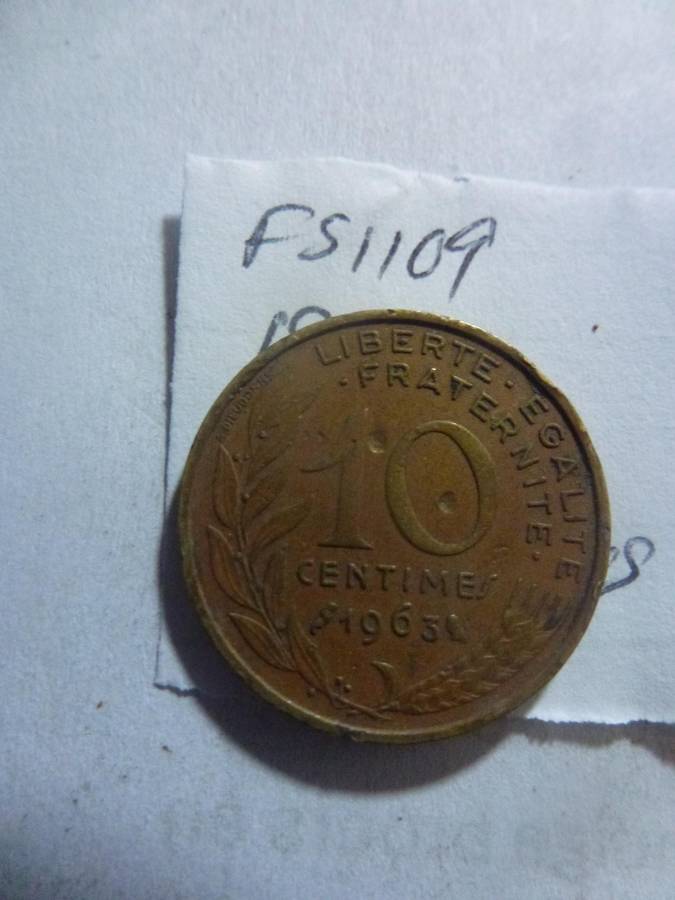 FS1109
LIBERTE · EGALITE
· FRATERNITE ·
10
CENTIMES
1963